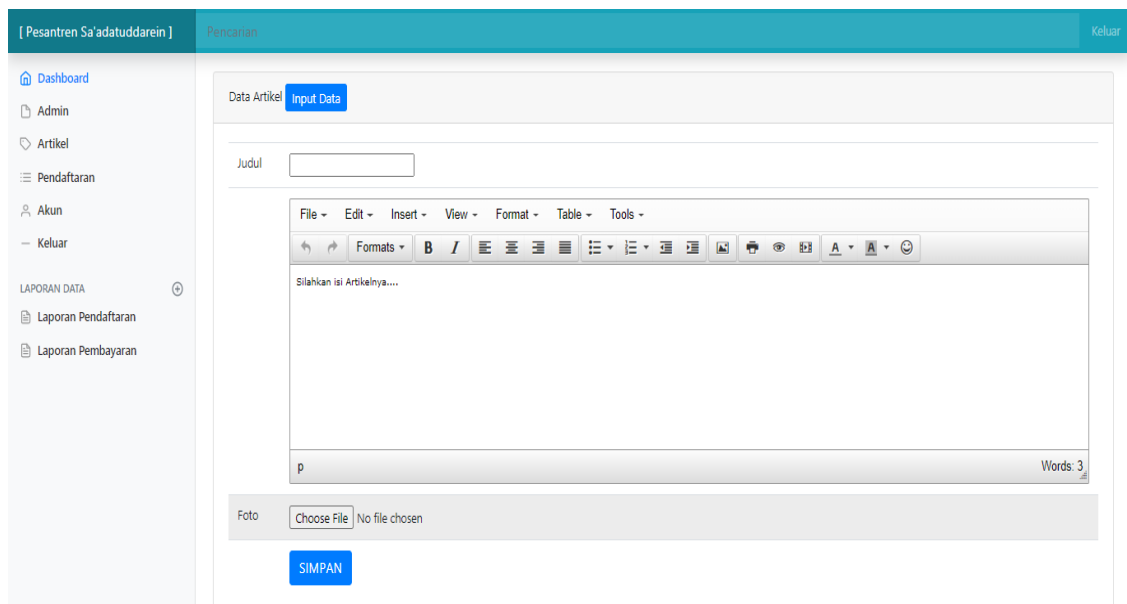 [ Pesantren Sa'adatuddarein ]
Pencarian
Keluar
Dashboard
Admin
Artikel
Pendaftaran
Akun
Keluar
LAPORAN DATA
Laporan Pendaftaran
Laporan Pembayaran
Data Artikel Input Data
Judul
File Edit Insert View Format Table Tools
Formats B I A A
Silahkan isi Artikelnya....
p Words: 3
Foto Choose File No file chosen
SIMPAN